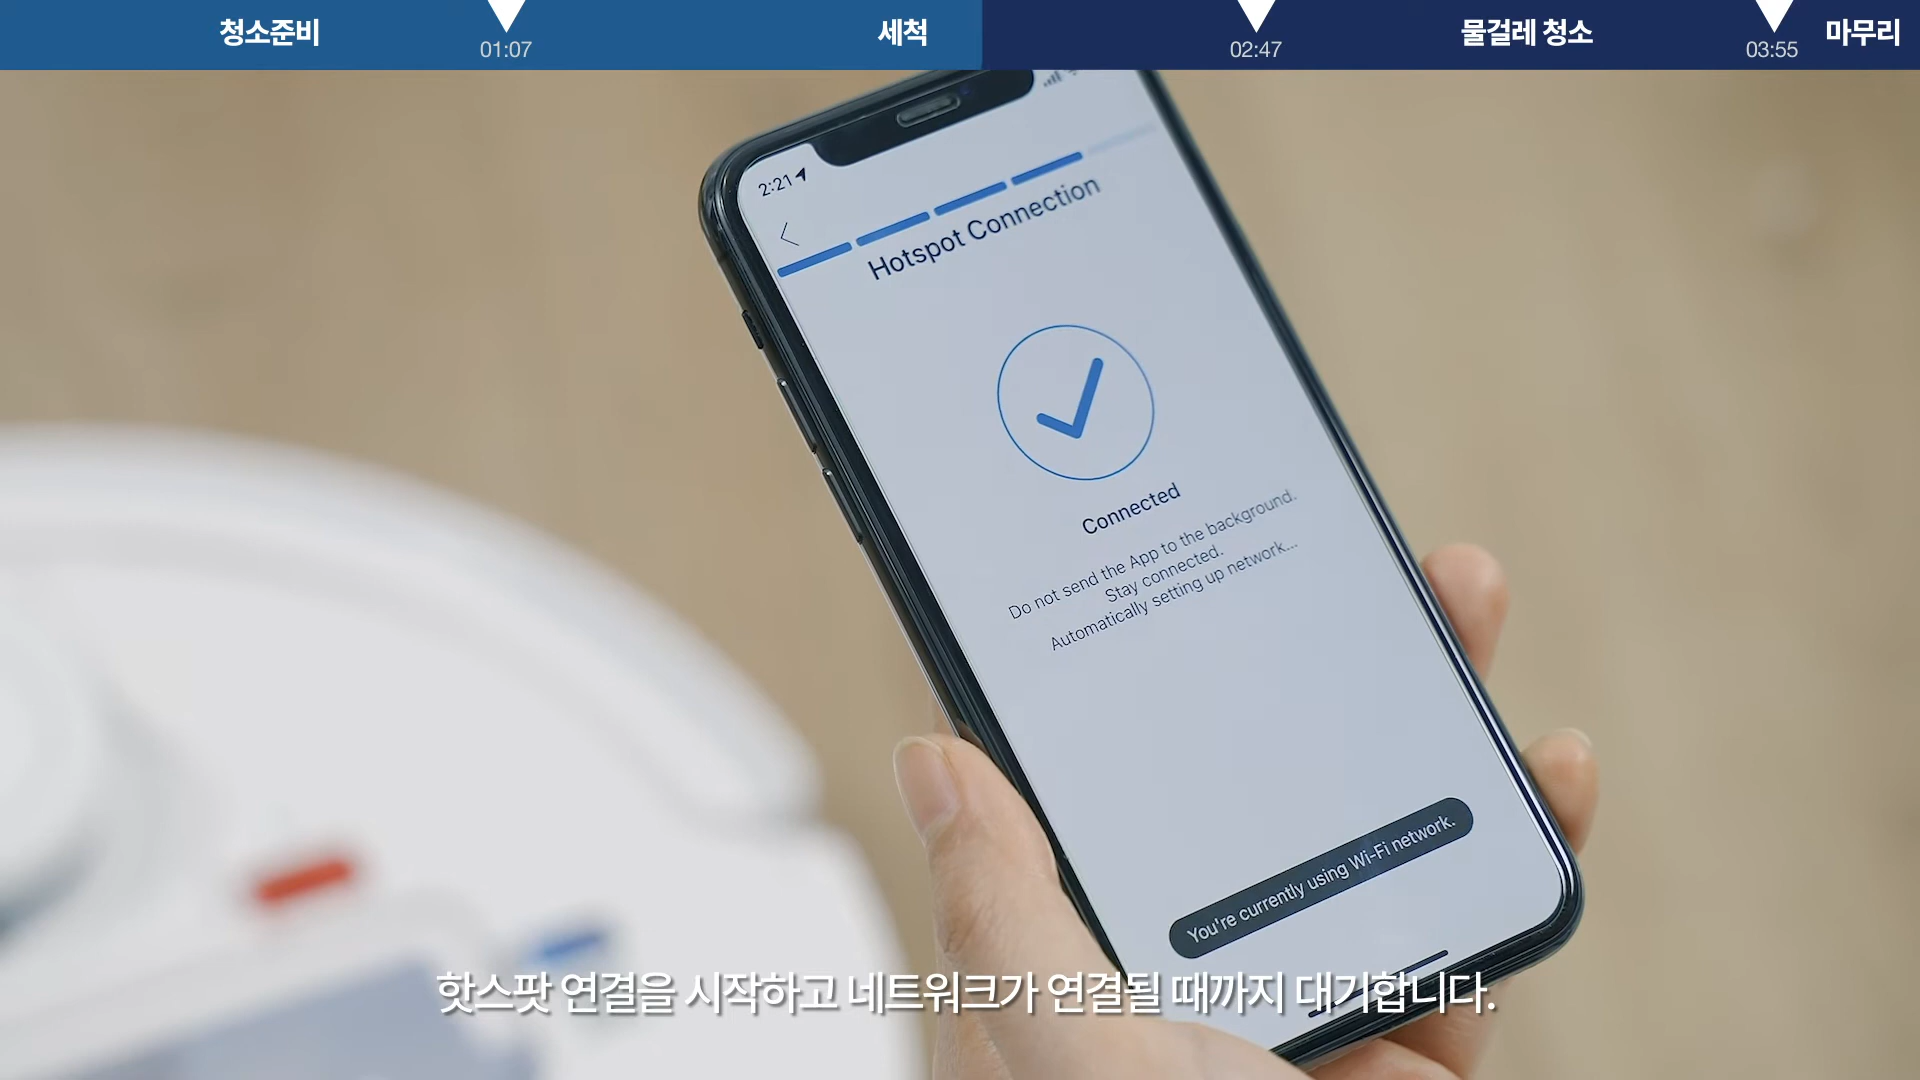 청소준비
01:07
세척
02:47
물걸레 청소
03:55
마무리
2:21
Hotspot Connection
Connected
Do not send the App to the background.
Stay connected.
Automatically setting up network...
You're currently using Wi-Fi network.
핫스팟 연결을 시작하고 네트워크가 연결될 때까지 대기합니다.